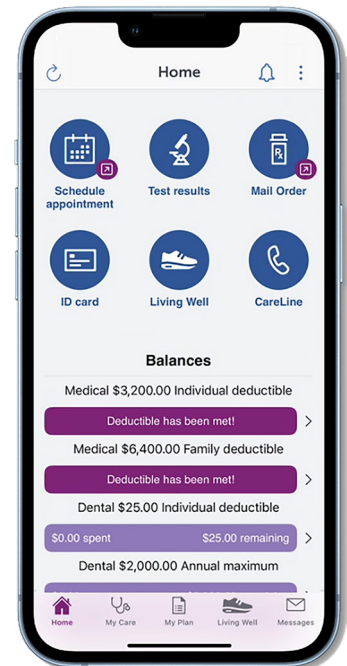 Home
Schedule
appointment
Test results
Mail Order
Rx
ID card
Living Well
CareLine
Balances
Medical $3,200.00 Individual deductible
Deductible has been met!
Medical $6,400.00 Family deductible
Deductible has been met!
Dental $25.00 Individual deductible
$0.00 spent $25.00 remaining
Dental $2,000.00 Annual maximum
Home My Care My Plan Living Well Messages